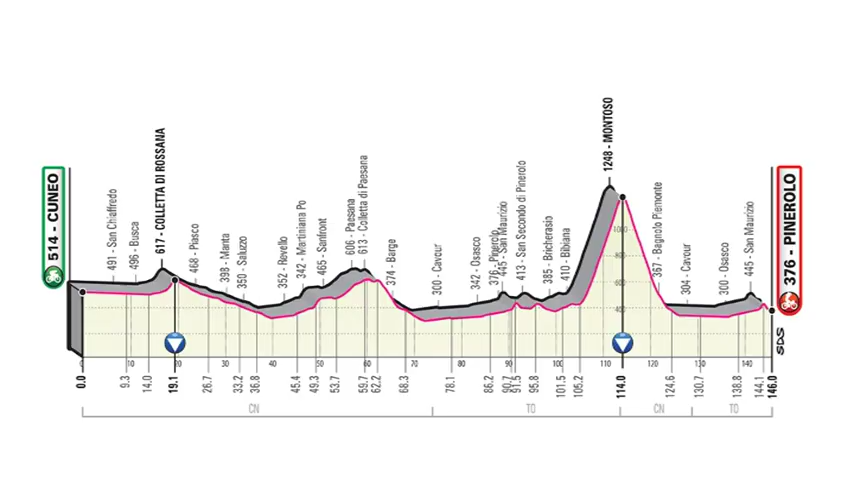 514 - CUNEO
491 - San Chiaffredo
496 - Busca
617 - COLLETTA DI ROSSANA
468 - Piasco
398 - Manta
350 - Saluzzo
352 - Revello
342 - Martiniana Po
465 - Sanfront
606 - Paesana
613 - Colletta di Paesana
374 - Barge
300 - Cavour
342 - Osasco
376 - Pinerolo
445 - San Maurizio
413 - San Secondo di Pinerolo
385 - Bricherasio
410 - Bibiana
1248 - MONTOSO
367 - Bagnolo Piemonte
304 - Cavour
300 - Osasco
445 - San Maurizio
376 - PINEROLO
1000
800
600
400
SDS
0 10 20 30 40 50 60 70 80 90 100 110 120 130 140
0.0 9.3 14.0 19.1 26.7 33.2 36.8 45.4 49.3 53.7 59.7 62.2 68.3 78.1 86.2 90.7 91.5 95.8 101.5 105.2 114.0 124.6 130.7 138.8 144.1 146.0
CN TO CN TO